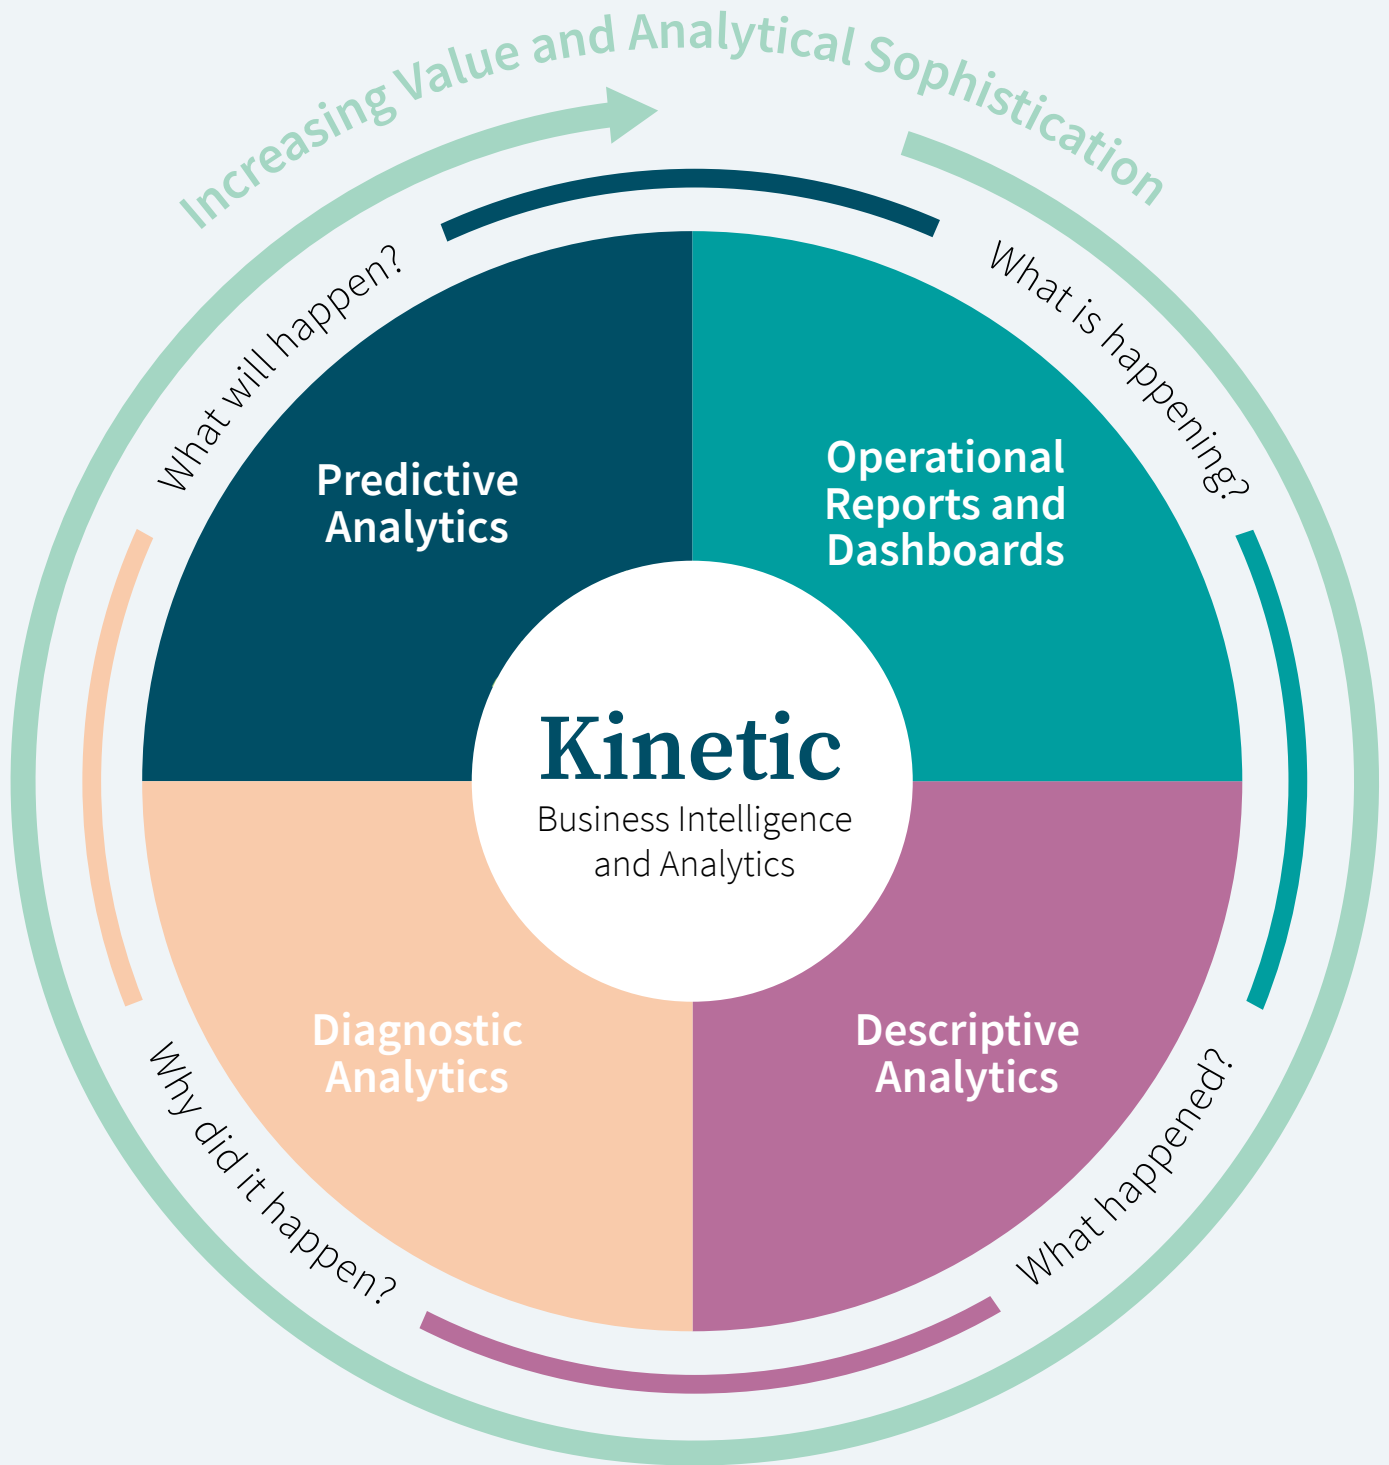 Increasing Value and Analytical Sophistication
What will happen?
What is happening?
Predictive
Analytics
Operational
Reports and
Dashboards
Kinetic
Business Intelligence
and Analytics
Diagnostic
Analytics
Descriptive
Analytics
Why did it happen?
What happened?